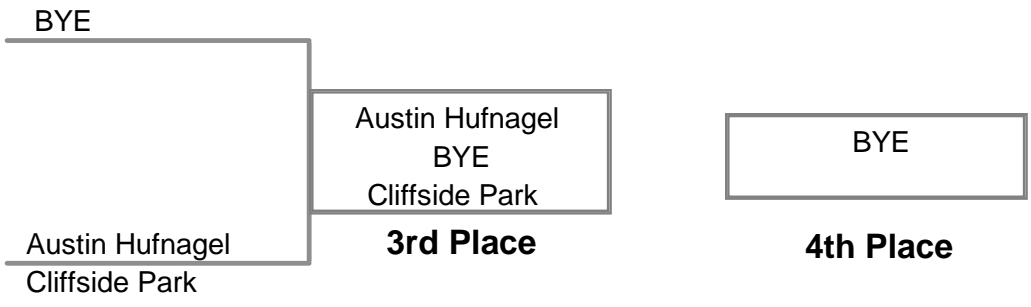 BYE
Austin Hufnagel
BYE
Cliffside Park
3rd Place
BYE
4th Place
Austin Hufnagel
Cliffside Park